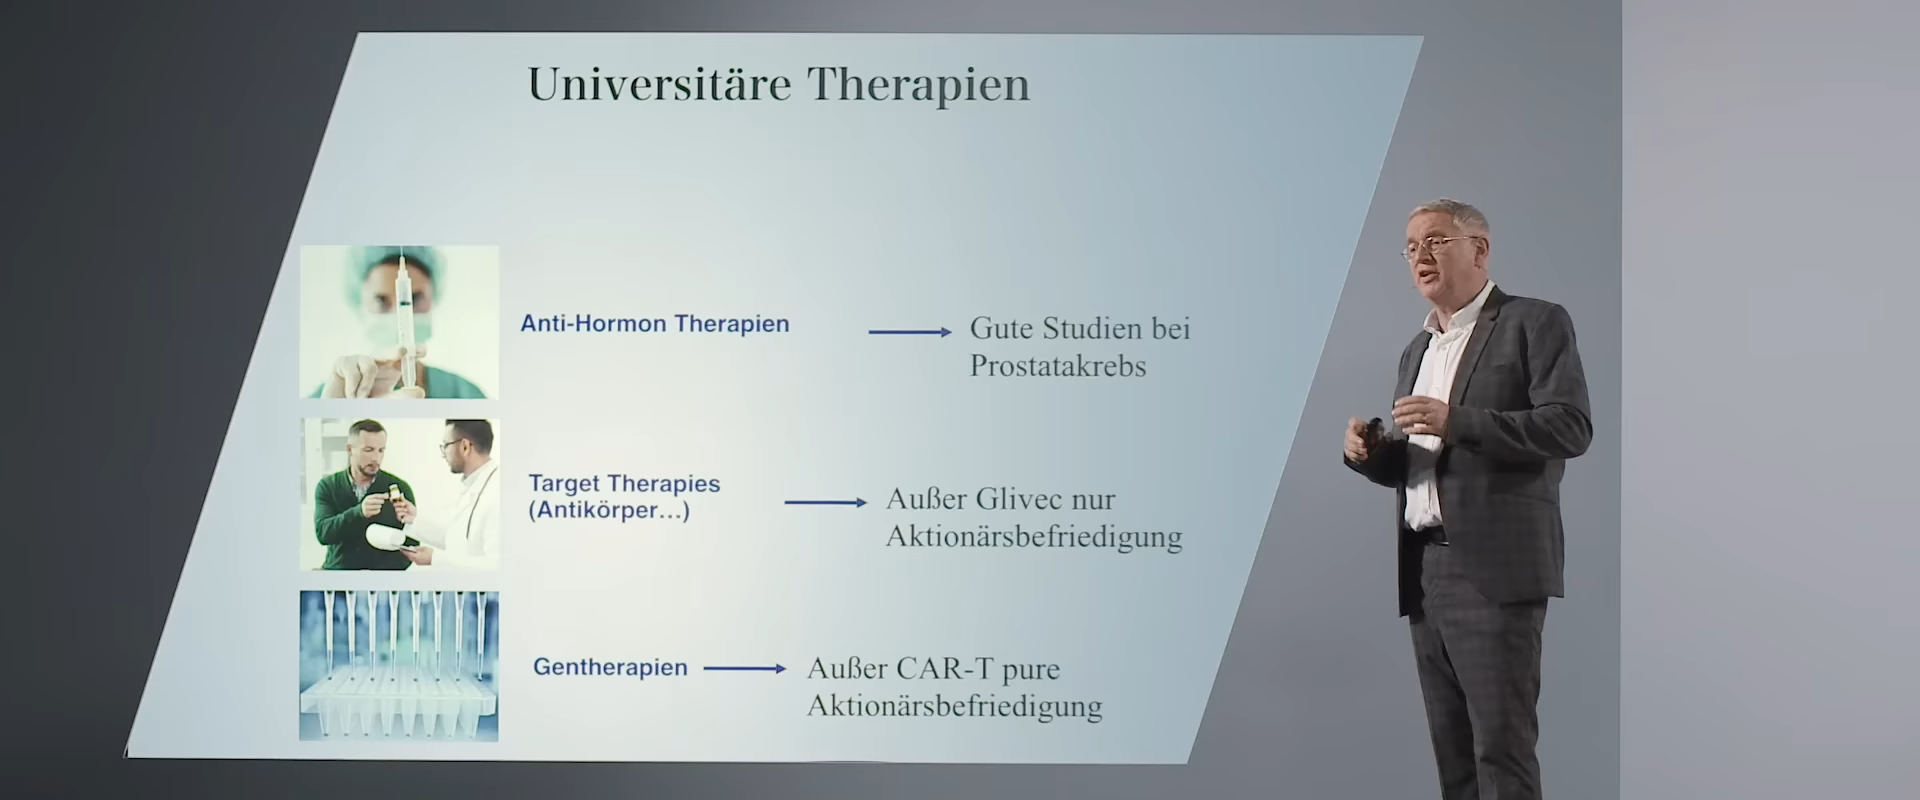 Universitäre Therapien
Anti-Hormon Therapien
Gute Studien bei
Prostatakrebs
Target Therapies
(Antikörper...)
Außer Glivec nur
Aktionärsbefriedigung
Gentherapien
Außer CAR-T pure
Aktionärsbefriedigung